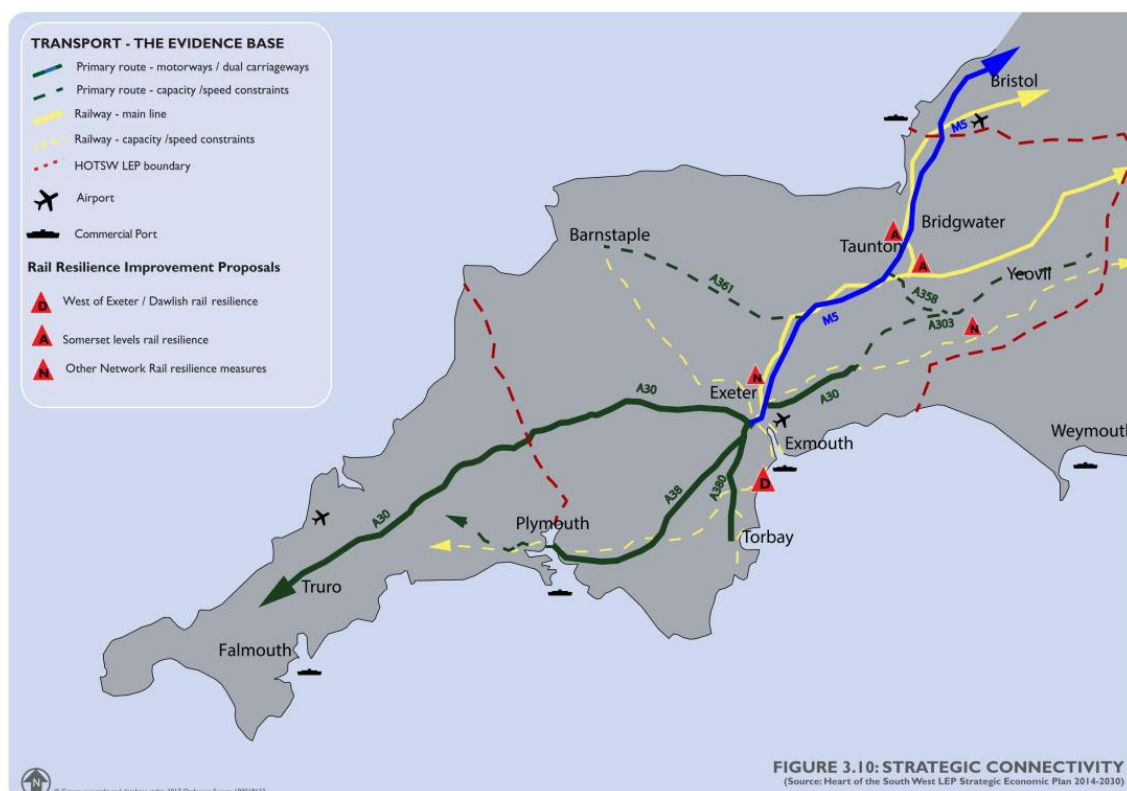 TRANSPORT - THE EVIDENCE BASE
Primary route - motorways / dual carriageways
Primary route - capacity /speed constraints
Railway - main line
Railway - capacity /speed constraints
HOTSW LEP boundary
Airport
Commercial Port
Rail Resilience Improvement Proposals
D West of Exeter / Dawlish rail resilience
A Somerset levels rail resilience
N Other Network Rail resilience measures
Bristol
M5
Bridgwater
A
Taunton
A
Barnstaple
Yeovil
A361
A358
M5
A303
N
N
Exeter
A30
A30
Exmouth
Weymouth
D
A38
A380
Plymouth
Torbay
A30
Truro
Falmouth
N
FIGURE 3.10: STRATEGIC CONNECTIVITY
(Source: Heart of the South West LEP Strategic Economic Plan 2014-2030)